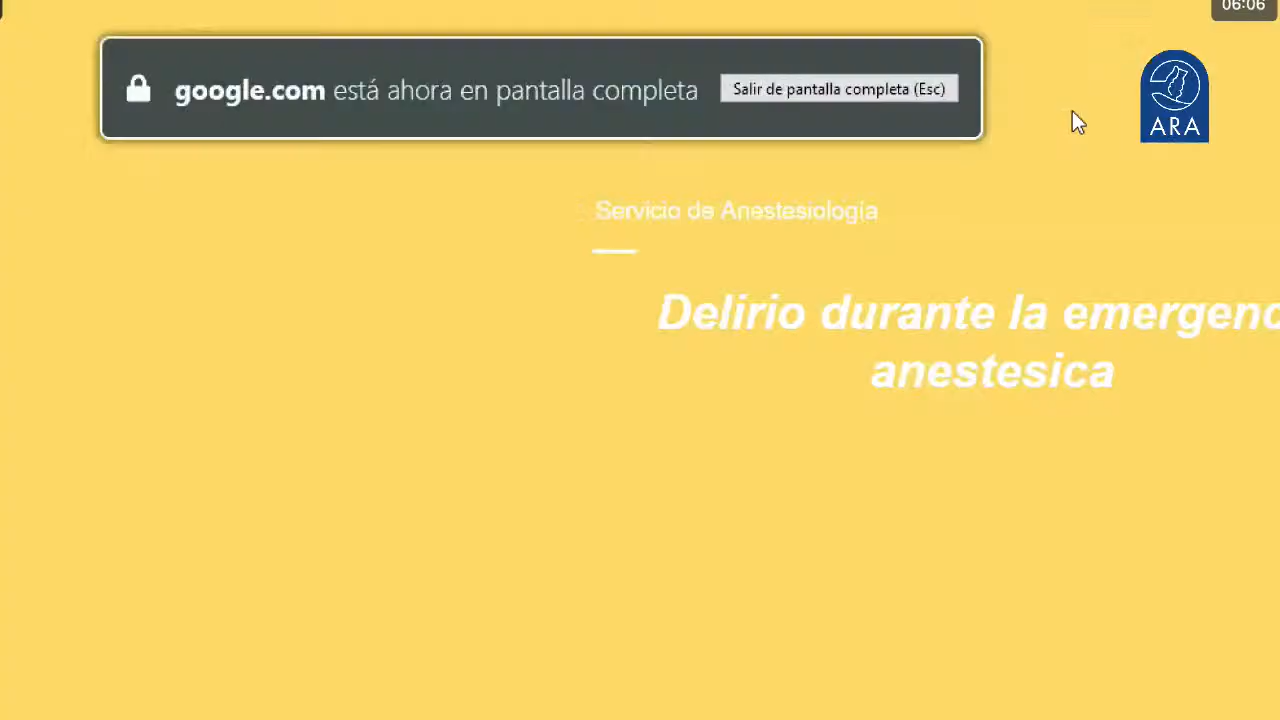 06:06
google.com está ahora en pantalla completa
Salir de pantalla completa (Esc)
ARA
Servicio de Anestesiología
Delirio durante la emergenc
anestesica